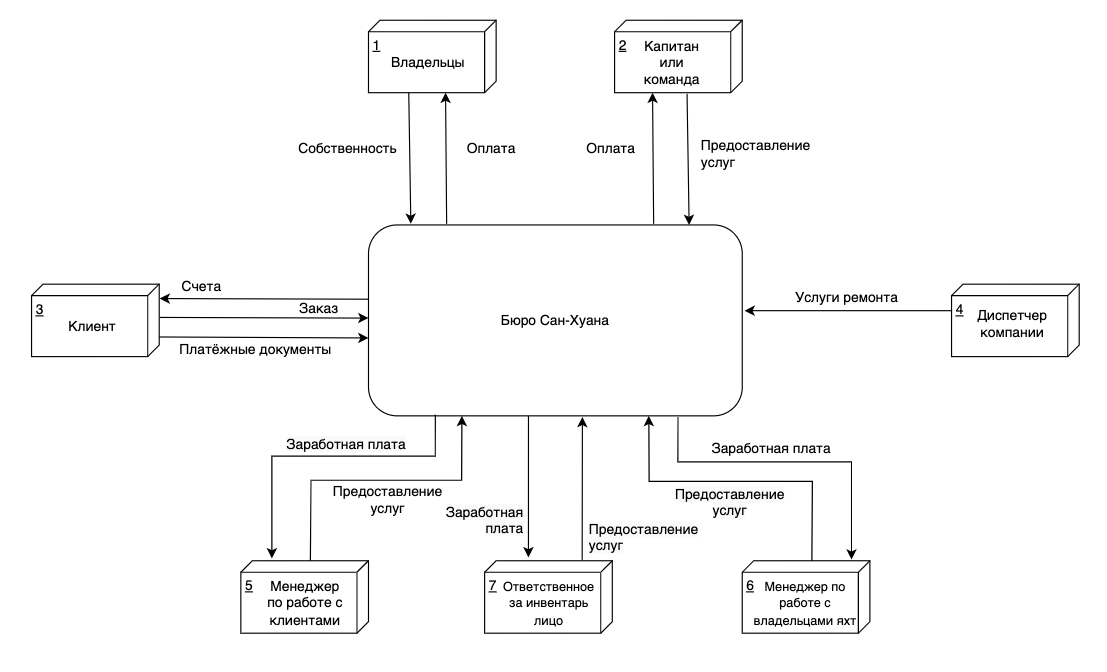 1
Владельцы
2
Капитан
или
команда
Собственность
Оплата
Оплата
Предоставление
услуг
3
Клиент
Счета
Заказ
Платёжные документы
Бюро Сан-Хуана
Услуги ремонта
4
Диспетчер
компании
Заработная плата
Предоставление
услуг
Заработная
плата
Предоставление
услуг
Предоставление
услуг
Заработная плата
5
Менеджер
по работе с
клиентами
7
Ответственное
за инвентарь
лицо
6
Менеджер по
работе с
владельцами яхт